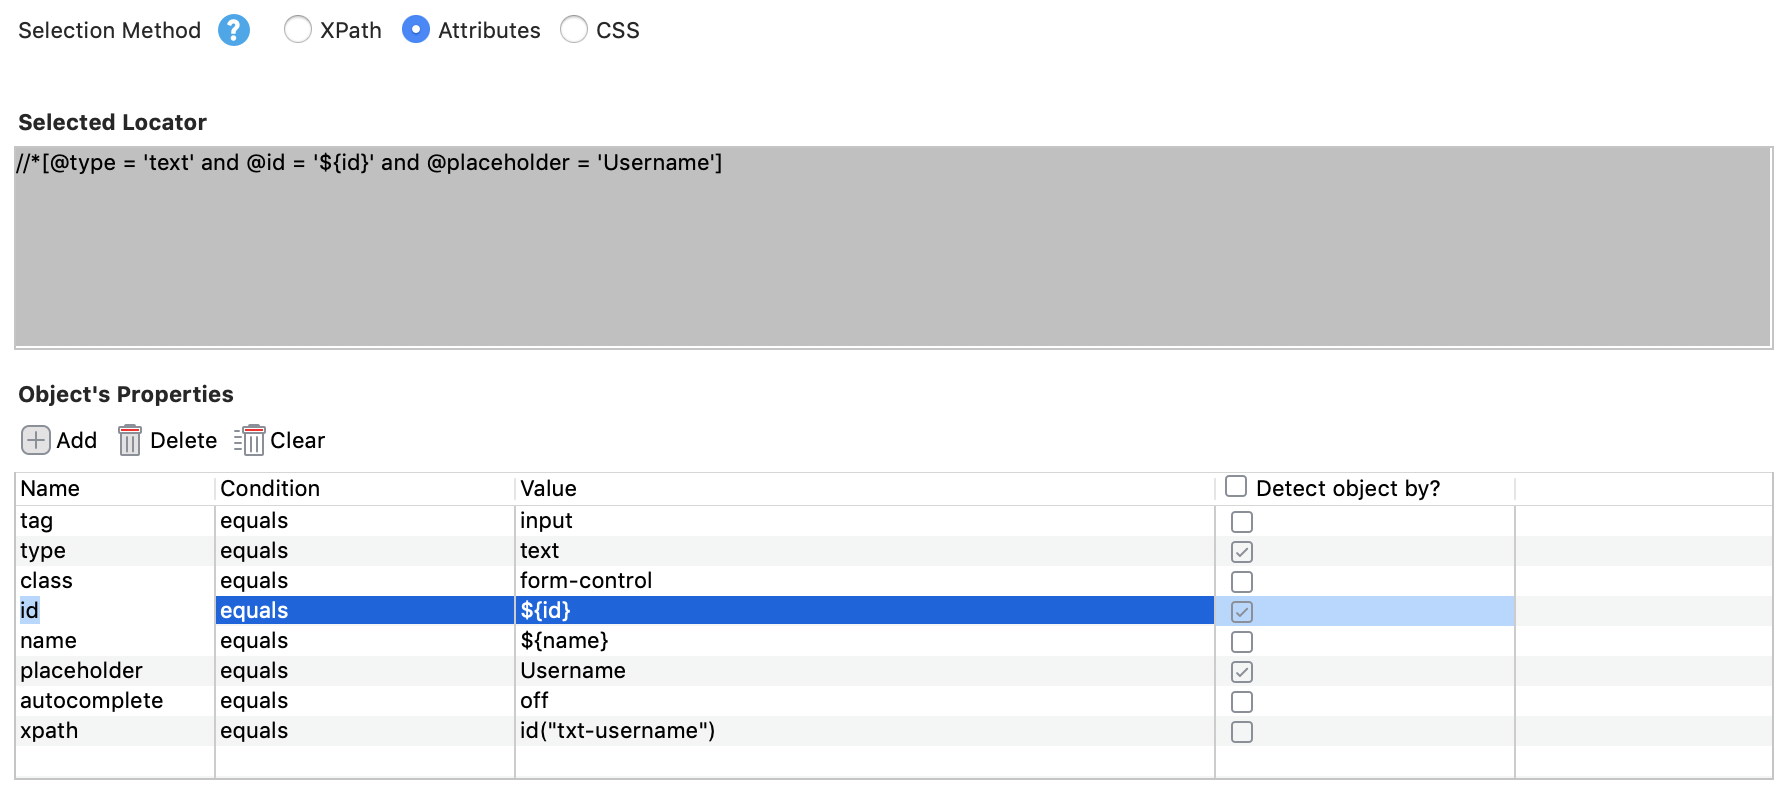 Selection Method ? XPath Attributes CSS
Selected Locator
//*[@type = 'text' and @id = '${id}' and @placeholder = 'Username']
Object's Properties
Add Delete Clear
Name Condition Value Detect object by?
tag equals input
type equals text
class equals form-control
id equals ${id}
name equals ${name}
placeholder equals Username
autocomplete equals off
xpath equals id("txt-username")